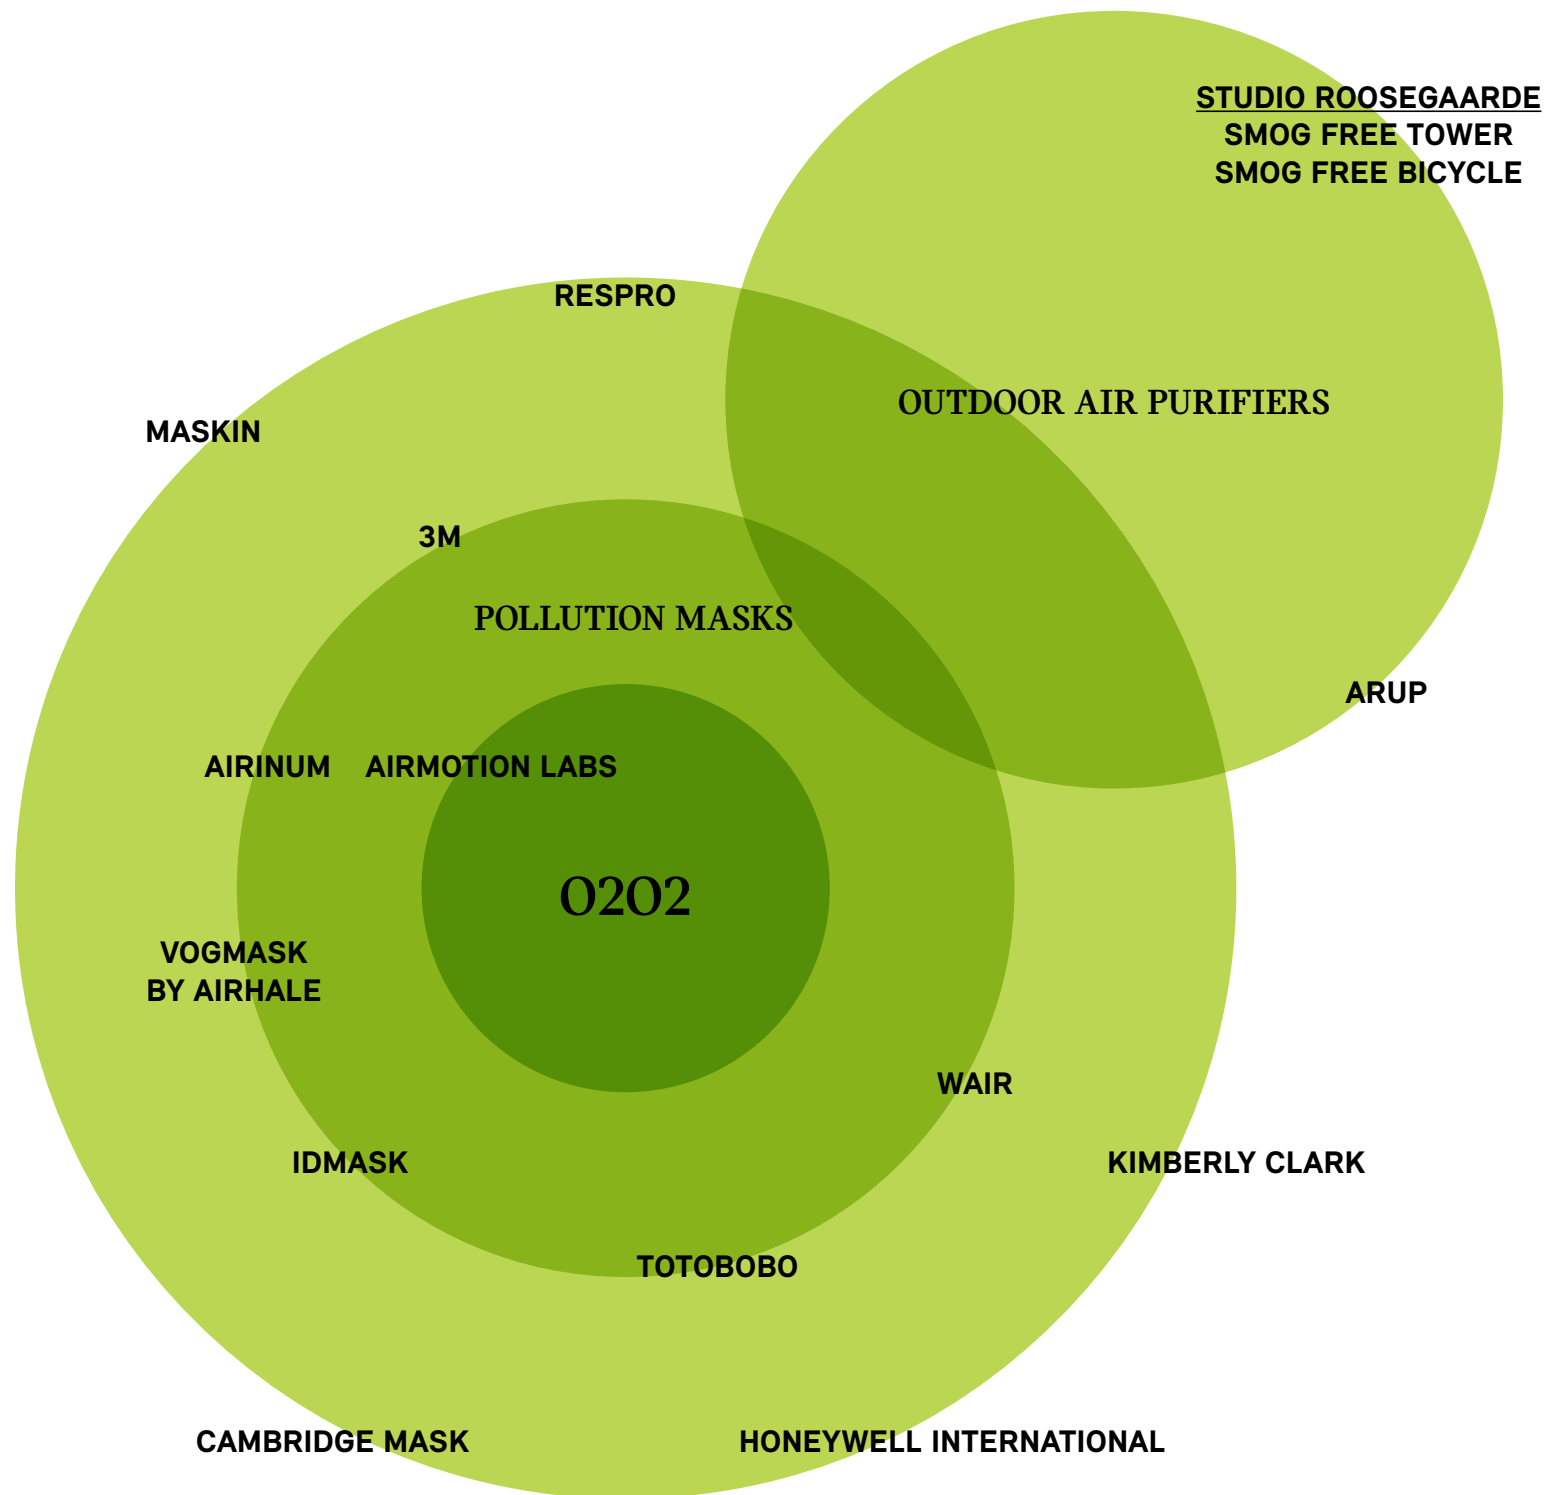 STUDIO ROOSEGAARDE
SMOG FREE TOWER
SMOG FREE BICYCLE
RESPRO
OUTDOOR AIR PURIFIERS
MASKIN
3M
POLLUTION MASKS
ARUP
AIRINUM
AIRMOTION LABS
O2O2
VOGMASK
BY AIRHALE
WAIR
IDMASK
KIMBERLY CLARK
TOTOBOBO
CAMBRIDGE MASK
HONEYWELL INTERNATIONAL